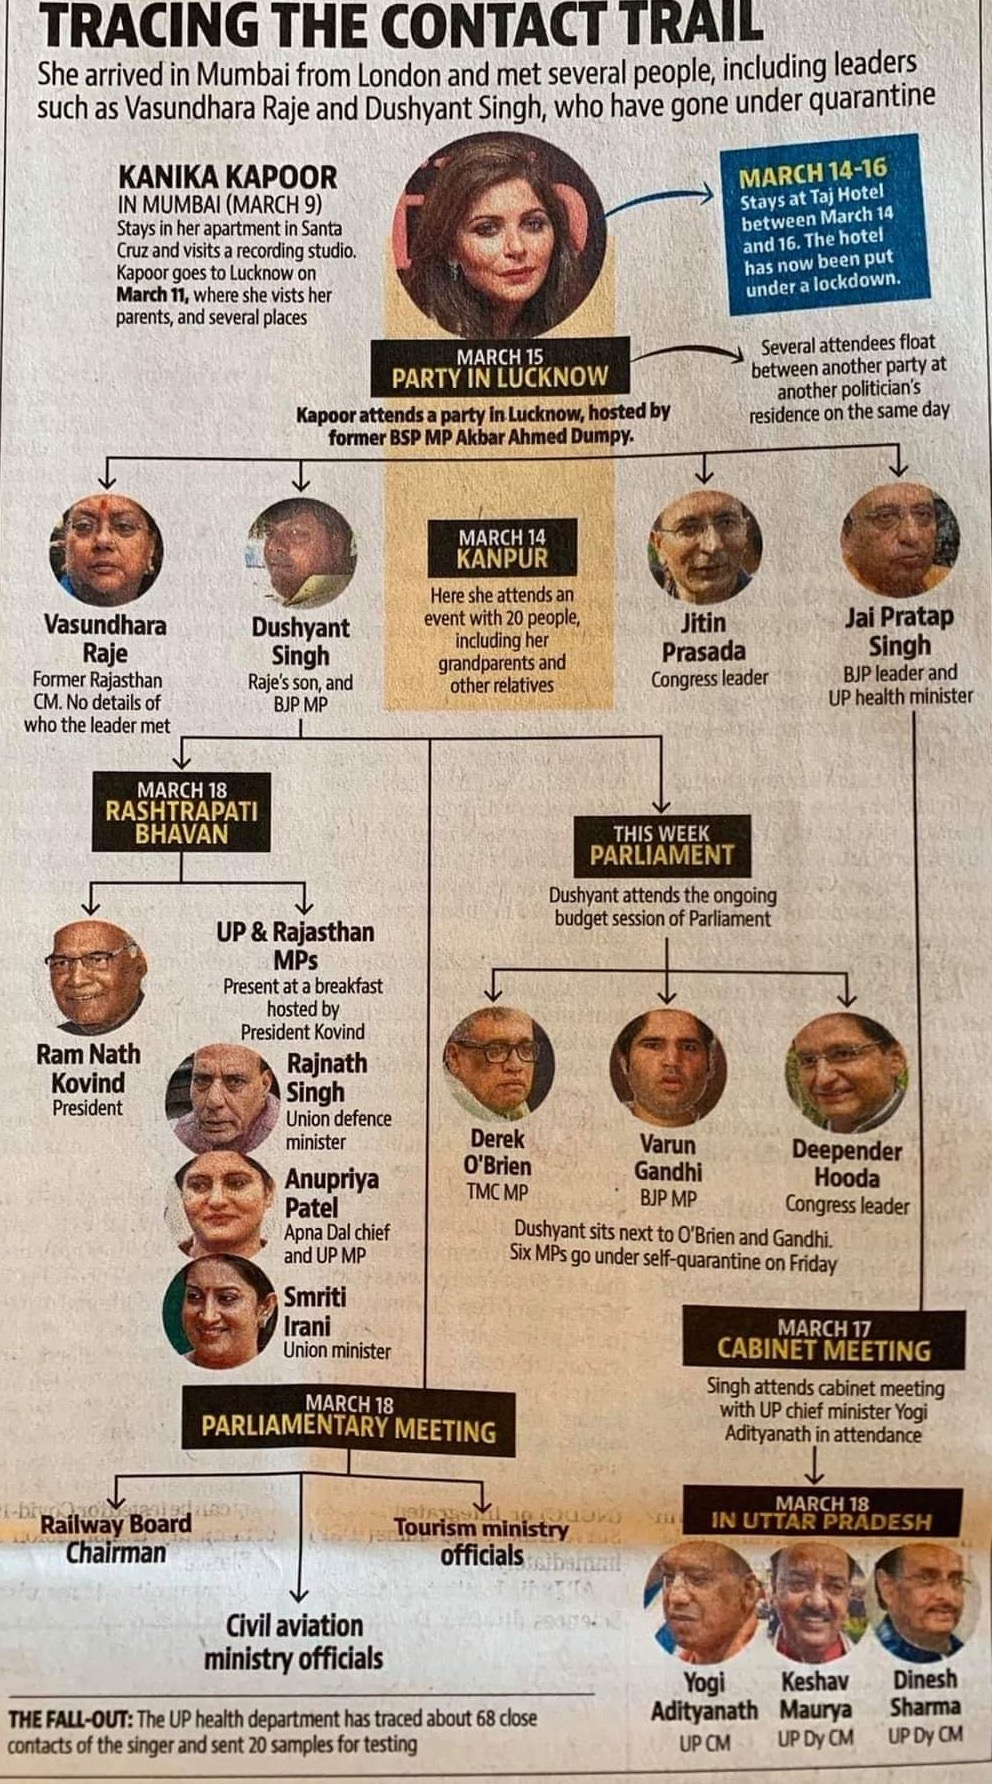 TRACING THE CONTACT TRAIL
She arrived in Mumbai from London and met several people, including leaders
such as Vasundhara Raje and Dushyant Singh, who have gone under quarantine
KANIKA KAPOOR
IN MUMBAI (MARCH 9)
Stays in her apartment in Santa
Cruz and visits a recording studio.
Kapoor goes to Lucknow on
March 11, where she vists her
parents, and several places
MARCH 14-16
Stays at Taj Hotel
between March 14
and 16. The hotel
has now been put
under a lockdown.
MARCH 15
PARTY IN LUCKNOW
Kapoor attends a party in Lucknow, hosted by
former BSP MP Akbar Ahmed Dumpy.
Several attendees float
between another party at
another politician's
residence on the same day
Vasundhara
Raje
Former Rajasthan
CM. No details of
who the leader met
Dushyant
Singh
Raje's son, and
BJP MP
MARCH 14
KANPUR
Here she attends an
event with 20 people,
including her
grandparents and
other relatives
Jitin
Prasada
Congress leader
Jai Pratap
Singh
BJP leader and
UP health minister
MARCH 18
RASHTRAPATI
BHAVAN
Ram Nath
Kovind
President
UP & Rajasthan
MPs
Present at a breakfast
hosted by
President Kovind
Rajnath
Singh
Union defence
minister
Anupriya
Patel
Apna Dal chief
and UP MP
Smriti
Irani
Union minister
THIS WEEK
PARLIAMENT
Dushyant attends the ongoing
budget session of Parliament
Derek
O'Brien
TMC MP
Varun
Gandhi
BJP MP
Deepender
Hooda
Congress leader
Dushyant sits next to O'Brien and Gandhi.
Six MPs go under self-quarantine on Friday
MARCH 18
PARLIAMENTARY MEETING
Railway Board
Chairman
Civil aviation
ministry officials
Tourism ministry
officials
MARCH 17
CABINET MEETING
Singh attends cabinet meeting
with UP chief minister Yogi
Adityanath in attendance
MARCH 18
IN UTTAR PRADESH
Yogi
Adityanath
UP CM
Keshav
Maurya
UP Dy CM
Dinesh
Sharma
UP Dy CM
THE FALL-OUT: The UP health department has traced about 68 close
contacts of the singer and sent 20 samples for testing